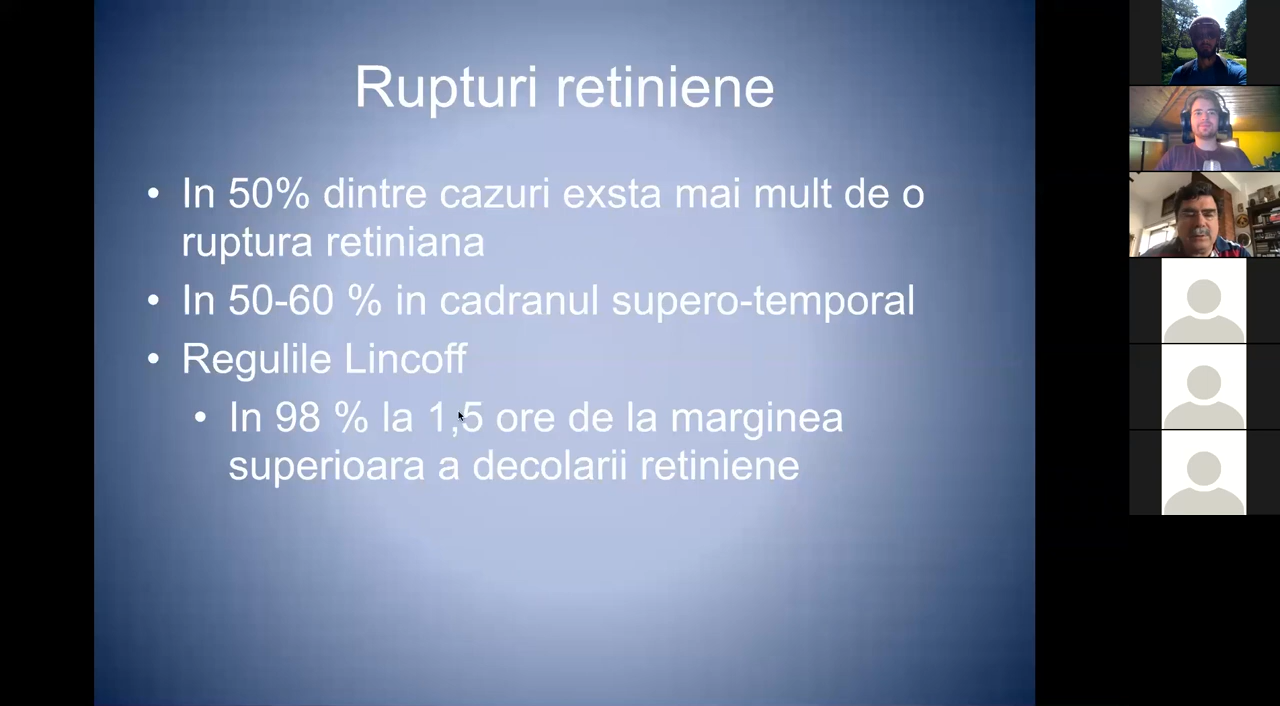 Rupturi retiniene
• In 50% dintre cazuri exsta mai mult de o
ruptura retiniana
• In 50-60 % in cadranul supero-temporal
• Regulile Lincoff
• In 98 % la 1,5 ore de la marginea
superioara a decolarii retiniene